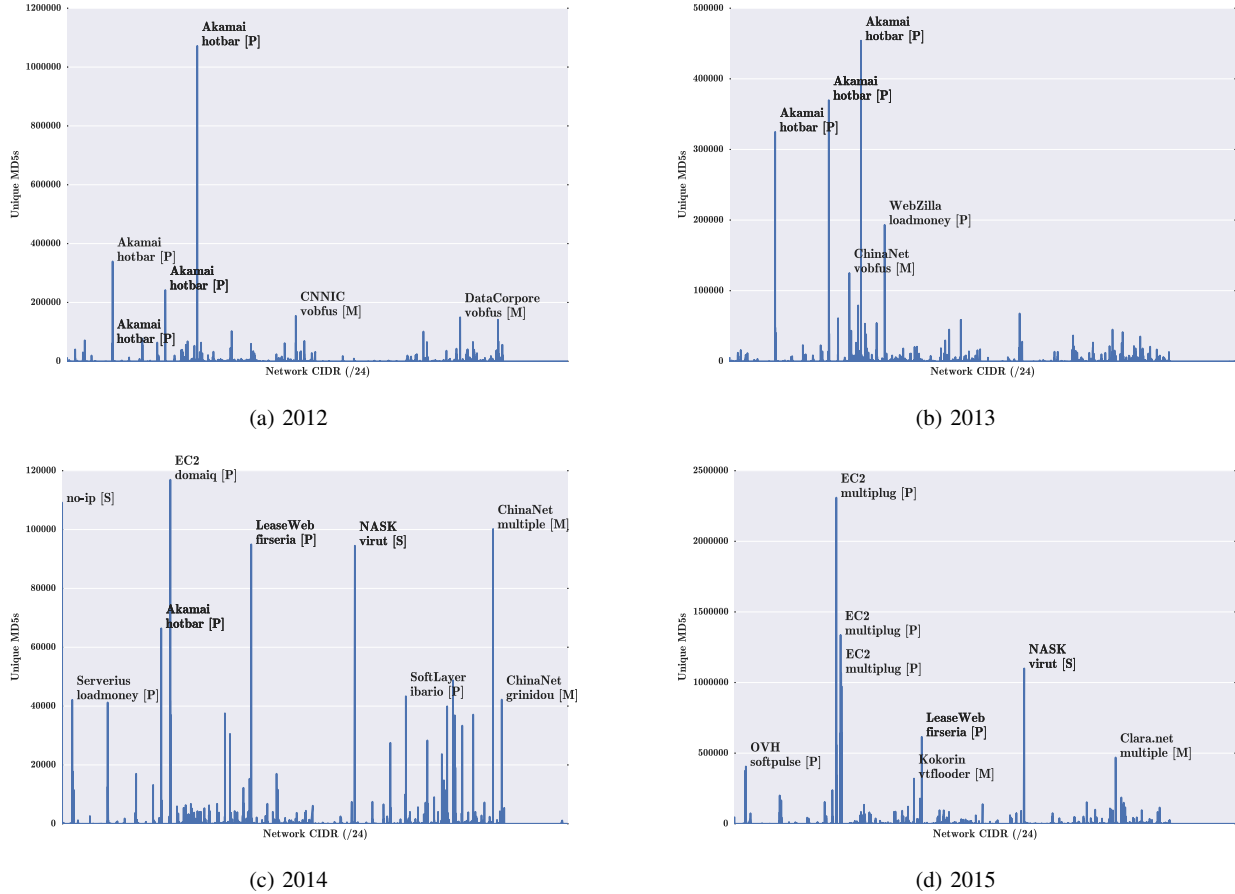 1200000
1000000
800000
600000
400000
200000
0
Unique MD5s
Akamai
hotbar [P]
Akamai
hotbar [P]
Akamai
hotbar [P]
Akamai
hotbar [P]
CNNIC
vobfus [M]
DataCorpore
vobfus [M]
Network CIDR (/24)
(a) 2012
500000
400000
300000
200000
100000
0
Unique MD5s
Akamai
hotbar [P]
Akamai
hotbar [P]
Akamai
hotbar [P]
WebZilla
loadmoney [P]
ChinaNet
vobfus [M]
Network CIDR (/24)
(b) 2013
120000
100000
80000
60000
40000
20000
0
Unique MD5s
EC2
domaiq [P]
no-ip [S]
LeaseWeb
firseria [P]
NASK
virut [S]
ChinaNet
multiple [M]
Akamai
hotbar [P]
Serverius
loadmoney [P]
SoftLayer
ibario [P]
ChinaNet
grinidou [M]
Network CIDR (/24)
(c) 2014
2500000
2000000
1500000
1000000
500000
0
Unique MD5s
EC2
multiplug [P]
EC2
multiplug [P]
EC2
multiplug [P]
NASK
virut [S]
LeaseWeb
firseria [P]
OVH
softpulse [P]
Kokorin
vtflooder [M]
Clara.net
multiple [M]
Network CIDR (/24)
(d) 2015